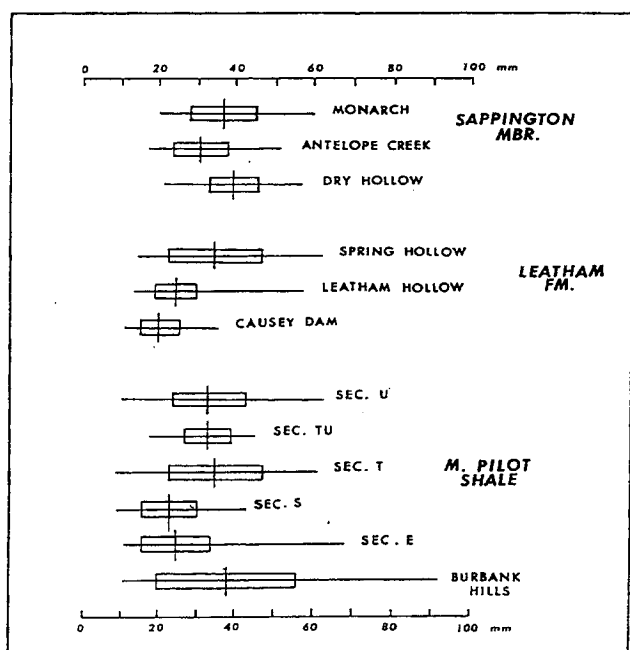 0 20 40 60 80 100 mm
MONARCH
SAPPINGTON
MBR.
ANTELOPE CREEK
DRY HOLLOW
SPRING HOLLOW
LEATHAM
FM.
LEATHAM HOLLOW
CAUSEY DAM
SEC. U
SEC. TU
SEC. T
M. PILOT
SHALE
SEC. S
SEC. E
BURBANK
HILLS
0 20 40 60 80 100 mm